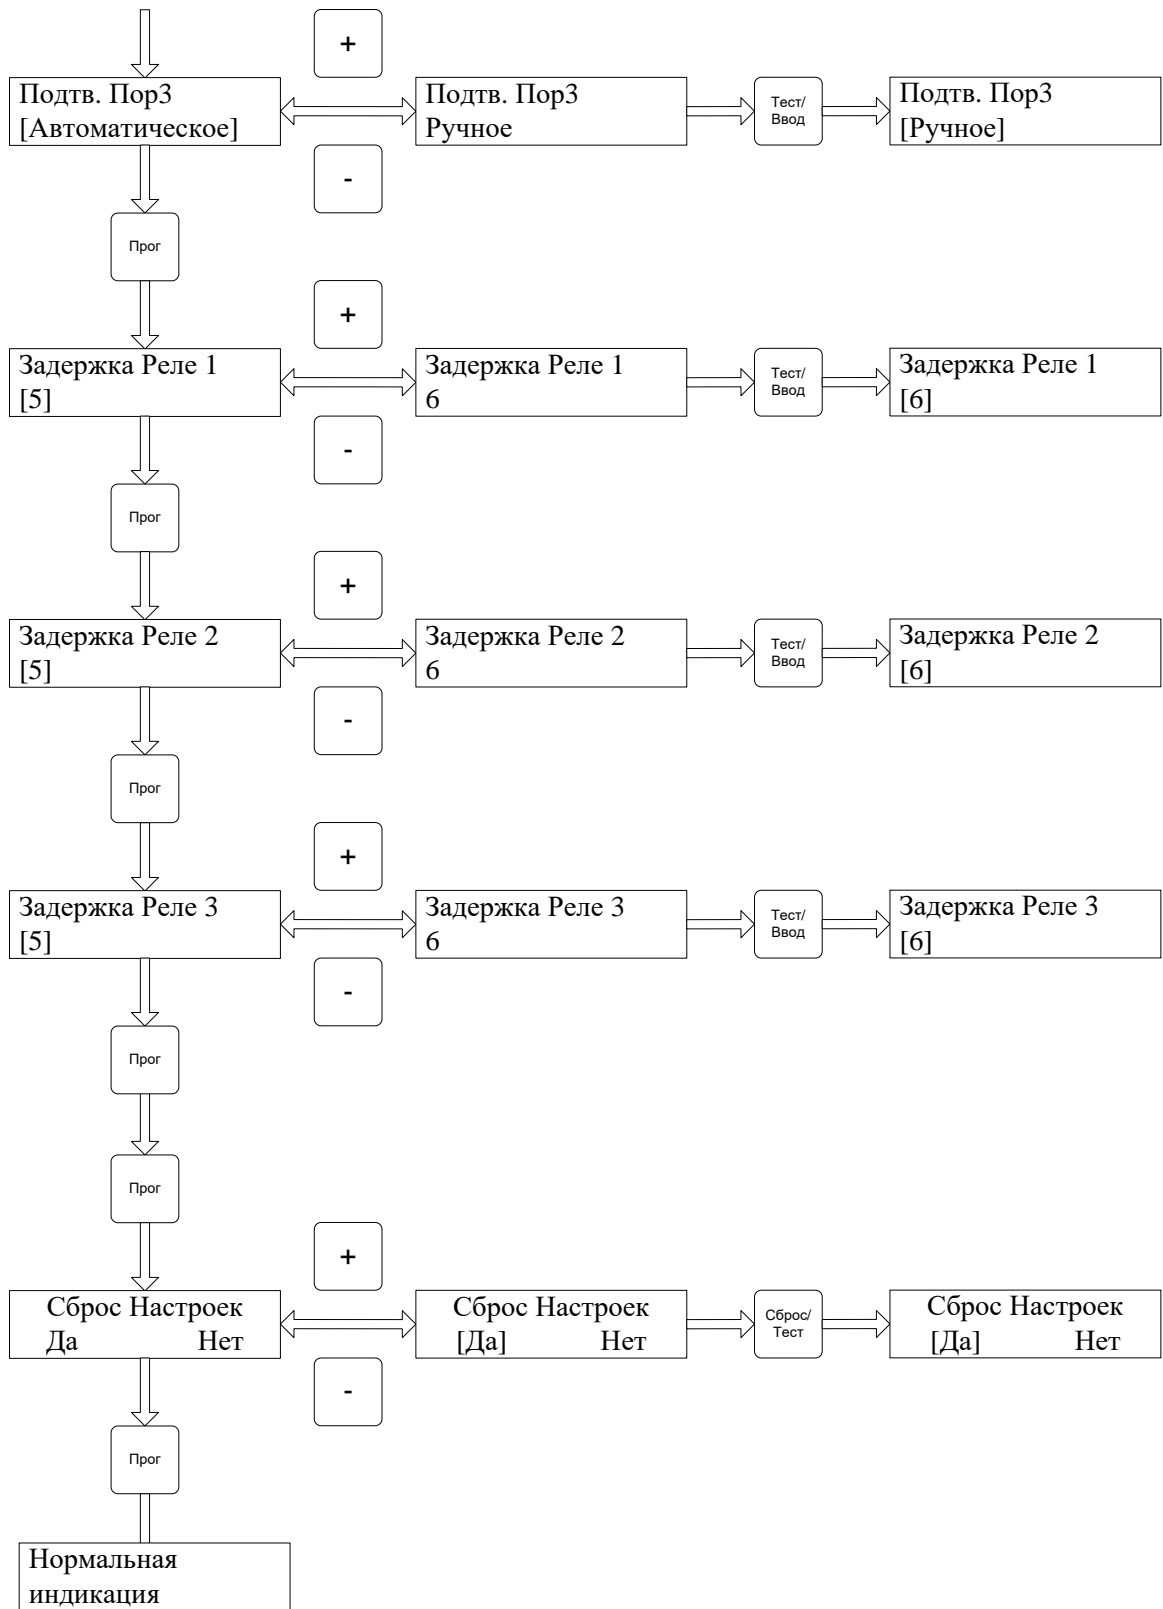 +
Подтв. Пор3
[Автоматическое]
Подтв. Пор3
Ручное
Тест/
Ввод
Подтв. Пор3
[Ручное]
-
Прог
+
Задержка Реле 1
[5]
Задержка Реле 1
6
Тест/
Ввод
Задержка Реле 1
[6]
-
Прог
+
Задержка Реле 2
[5]
Задержка Реле 2
6
Тест/
Ввод
Задержка Реле 2
[6]
-
Прог
+
Задержка Реле 3
[5]
Задержка Реле 3
6
Тест/
Ввод
Задержка Реле 3
[6]
-
Прог
Прог
+
Сброс Настроек
Да Нет
Сброс Настроек
[Да] Нет
Сброс/
Тест
Сброс Настроек
[Да] Нет
-
Прог
Нормальная
индикация